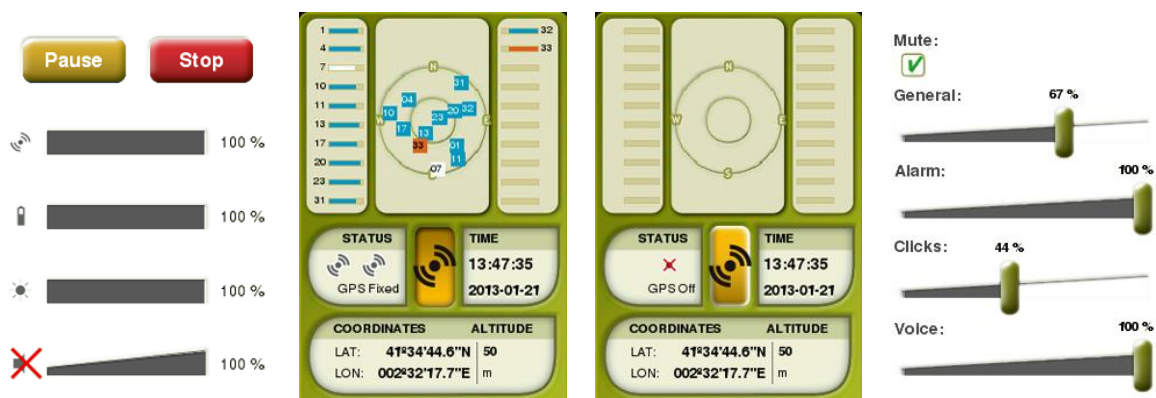 Pause Stop
100 %
100 %
100 %
100 %
1
4
7
10
11
13
17
20
23
31
32
33
N
31
04
10
20 32
23
17 13
W
E
33
01
11
07
STATUS
GPS Fixed
TIME
13:47:35
2013-01-21
COORDINATES ALTITUDE
LAT: 41º34'44.6"N 50
LON: 002º32'17.7"E m
N
W
E
S
STATUS
GPS Off
TIME
13:47:35
2013-01-21
COORDINATES ALTITUDE
LAT: 41º34'44.6"N 50
LON: 002º32'17.7"E m
Mute:
General:
67 %
Alarm:
100 %
Clicks:
44 %
Voice:
100 %